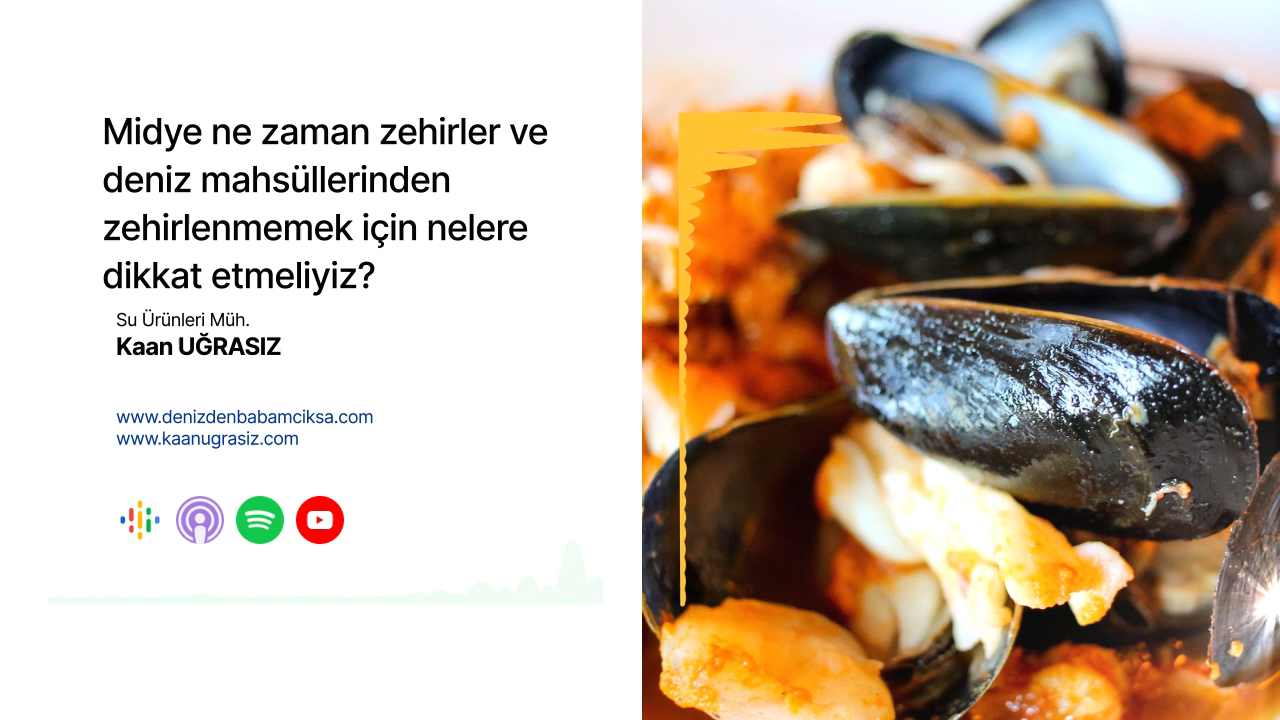 Midye ne zaman zehirler ve
deniz mahsüllerinden
zehirlenmemek için nelere
dikkat etmeliyiz?
Su Ürünleri Müh.
Kaan UĞRASIZ
www.denizdenbabamciksa.com
www.kaanugrasiz.com